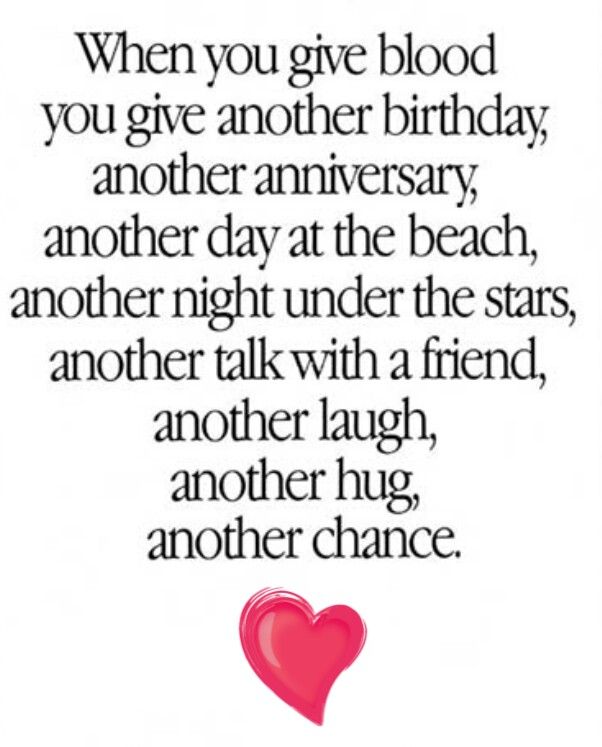 When you give blood
you give another birthday,
another anniversary,
another day at the beach,
another night under the stars,
another talk with a friend,
another laugh,
another hug,
another chance.